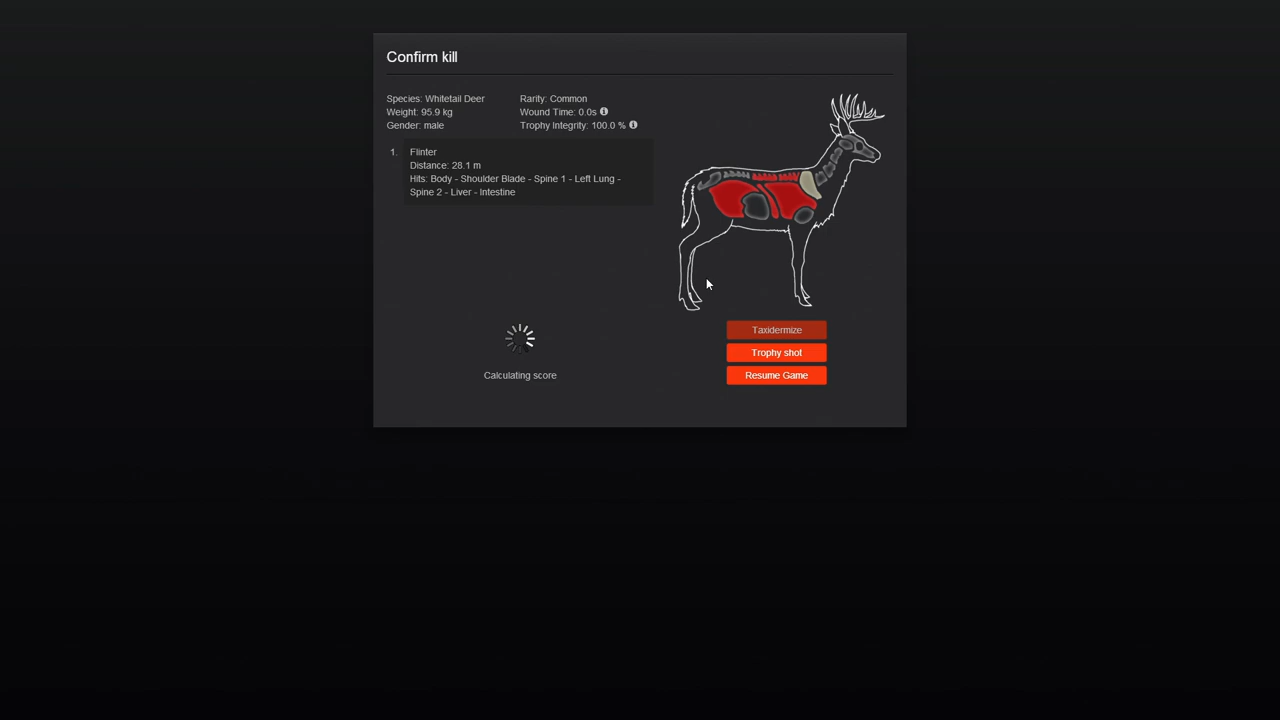 Confirm kill
Species: Whitetail Deer
Weight: 95.9 kg
Gender: male
Rarity: Common
Wound Time: 0.0s
Trophy Integrity: 100.0 %
1.
Flinter
Distance: 28.1 m
Hits: Body - Shoulder Blade - Spine 1 - Left Lung -
Spine 2 - Liver - Intestine
Calculating score
Taxidermize
Trophy shot
Resume Game